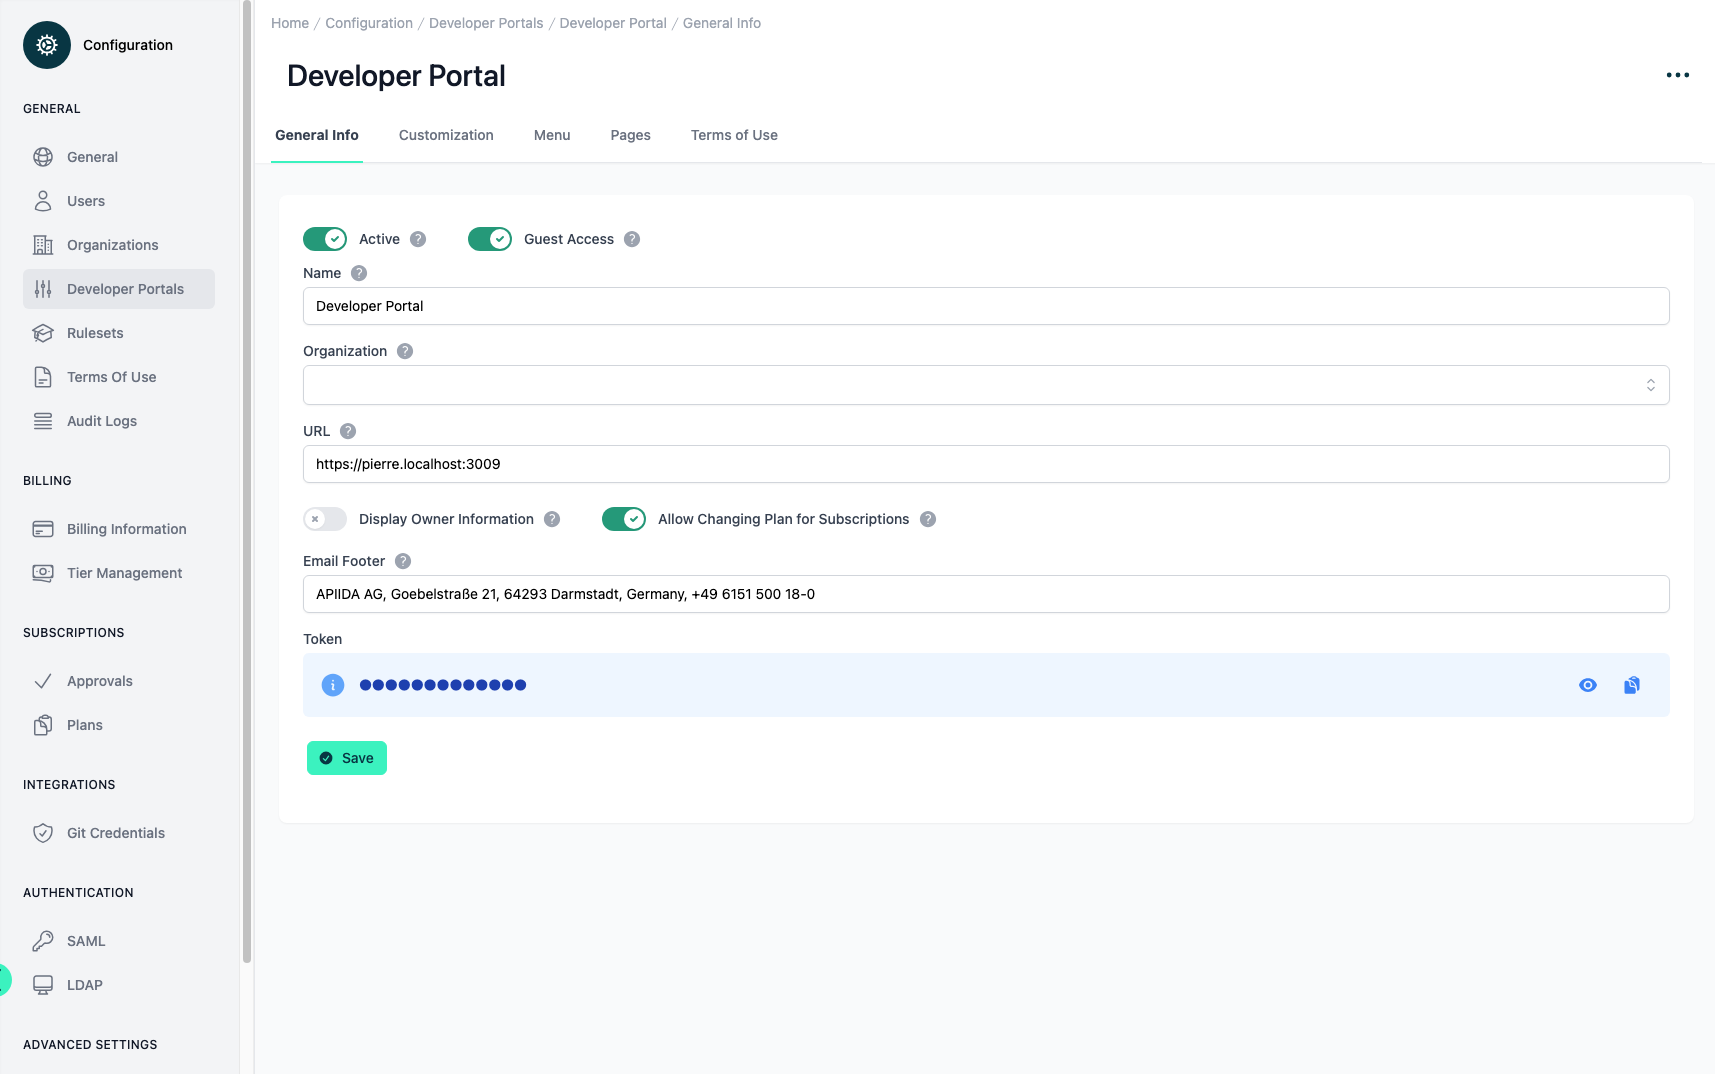 Configuration
GENERAL
General
Users
Organizations
Developer Portals
Rulesets
Terms Of Use
Audit Logs
BILLING
Billing Information
Tier Management
SUBSCRIPTIONS
Approvals
Plans
INTEGRATIONS
Git Credentials
AUTHENTICATION
SAML
LDAP
ADVANCED SETTINGS
Home / Configuration / Developer Portals / Developer Portal / General Info
Developer Portal
General Info Customization Menu Pages Terms of Use
Active ? Guest Access ?
Name ?
Developer Portal
Organization ?
URL ?
https://pierre.localhost:3009
Display Owner Information ? Allow Changing Plan for Subscriptions ?
Email Footer ?
APIIDA AG, Goebelstraße 21, 64293 Darmstadt, Germany, +49 6151 500 18-0
Token
Save